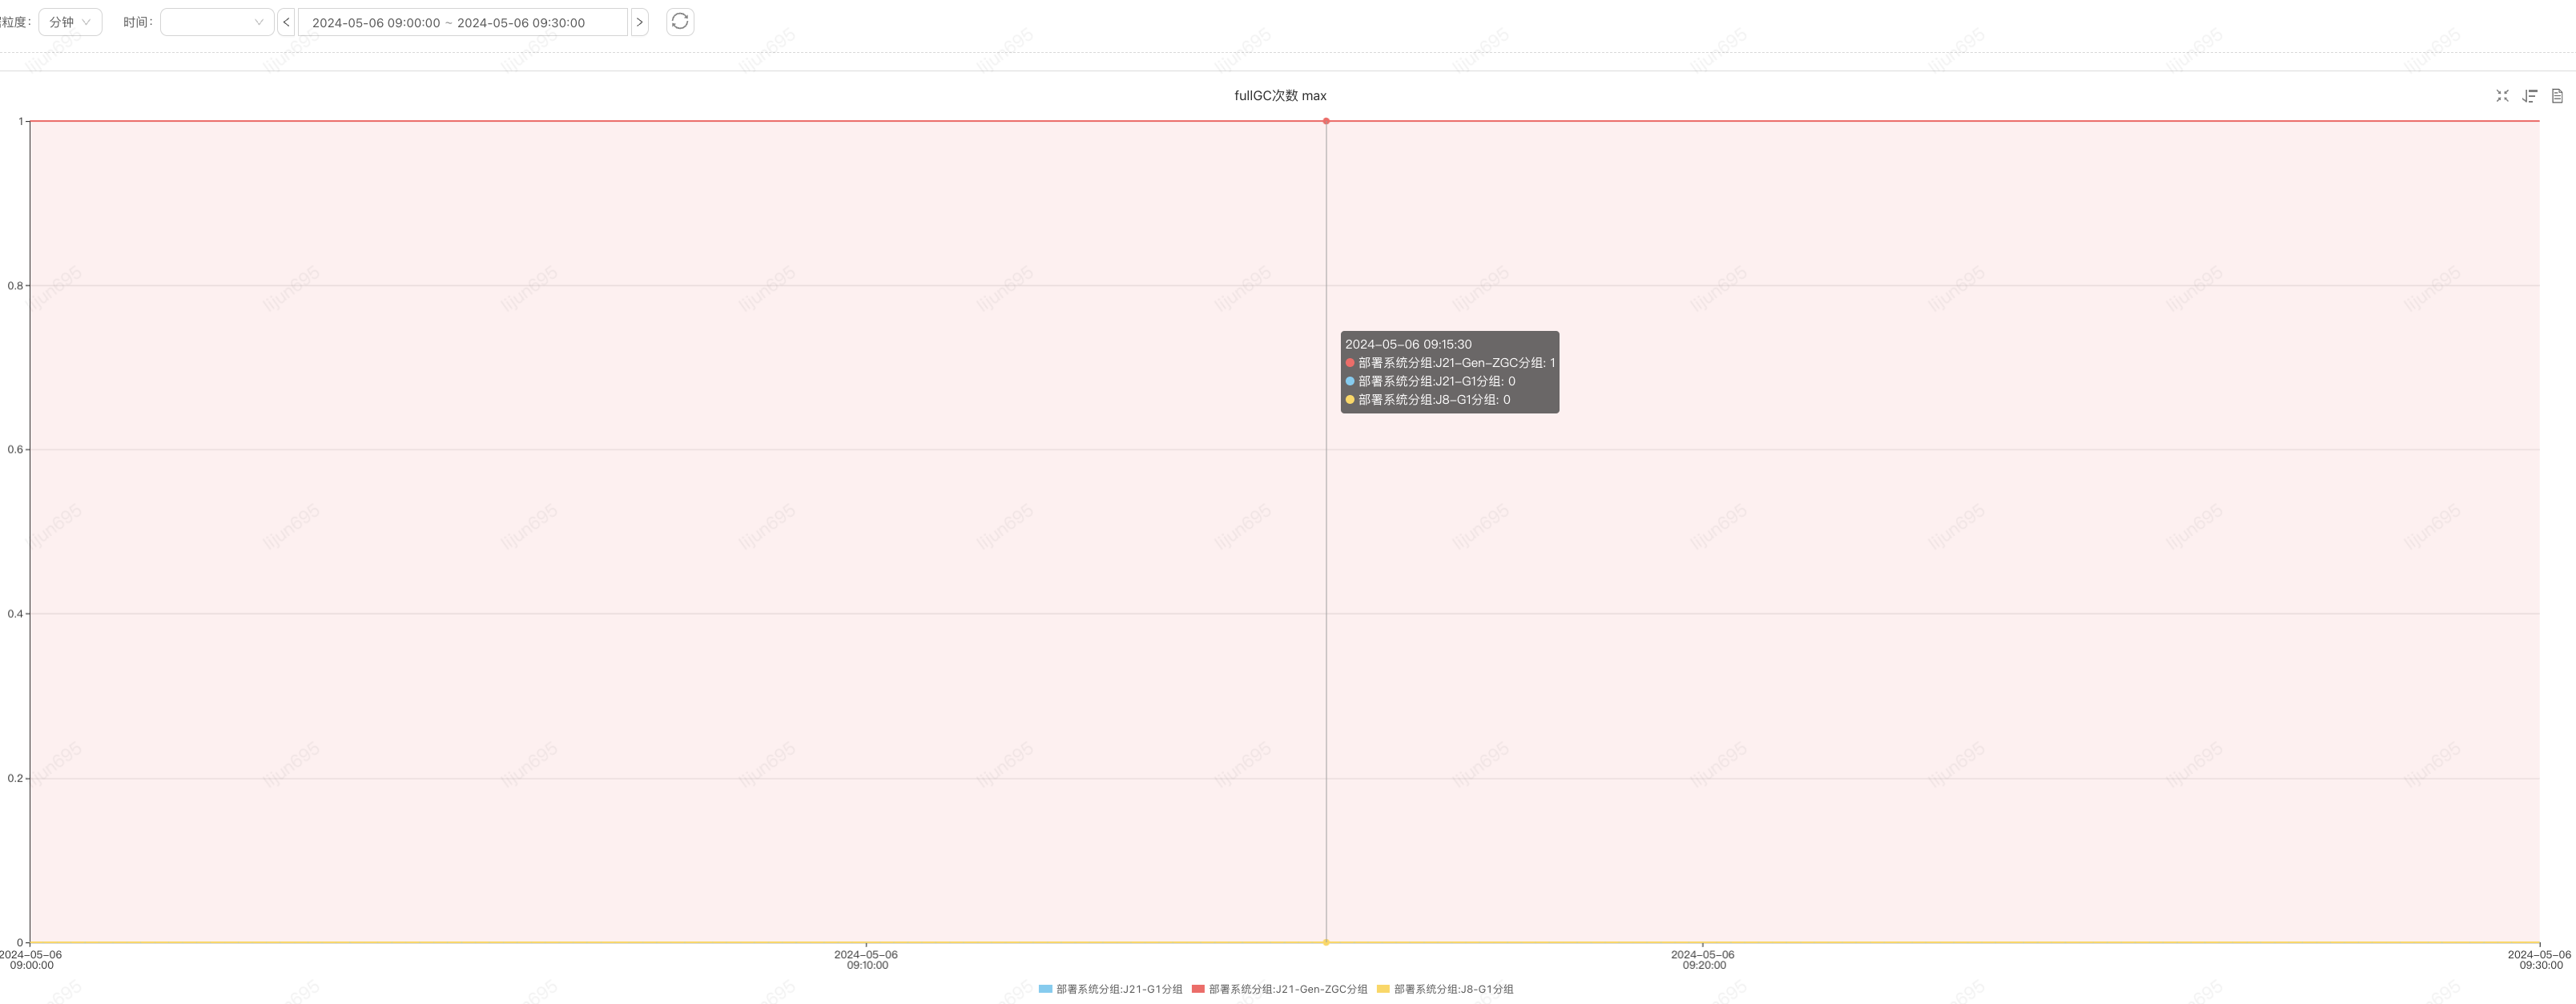 粒度： 分钟 时间： 2024-05-06 09:00:00 ~ 2024-05-06 09:30:00
fullGC次数 max
1
0.8
2024-05-06 09:15:30
部署系统分组:J21-Gen-ZGC分组: 1
部署系统分组:J21-G1分组: 0
部署系统分组:J8-G1分组: 0
0.6
0.4
0.2
0
2024-05-06 09:00:00
2024-05-06 09:10:00
2024-05-06 09:20:00
2024-05-06 09:30:00
部署系统分组:J21-G1分组 部署系统分组:J21-Gen-ZGC分组 部署系统分组:J8-G1分组
lijun695